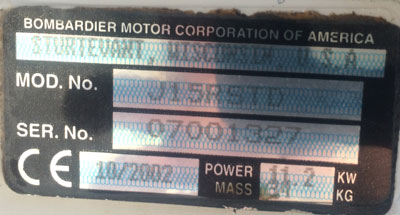 BOMBARDIER MOTOR CORPORATION OF AMERICA
STURTEVANT, WISCONSIN U S A
MOD. No. J15R5TD
SER. No. 07001327
CE 10/2002 POWER 11.2 KW
MASS KG